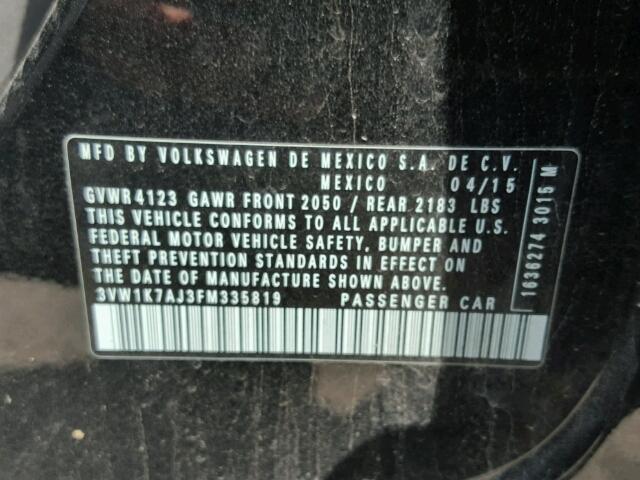 MFD BY VOLKSWAGEN DE MEXICO S.A. DE C.V.
MEXICO 04/15
GVWR 4123 GAWR FRONT 2050 / REAR 2183 LBS
THIS VEHICLE CONFORMS TO ALL APPLICABLE U.S.
FEDERAL MOTOR VEHICLE SAFETY, BUMPER AND
THEFT PREVENTION STANDARDS IN EFFECT ON
THE DATE OF MANUFACTURE SHOWN ABOVE.
3VW1K7AJ3FM335819 PASSENGER CAR
1636274 3015 M